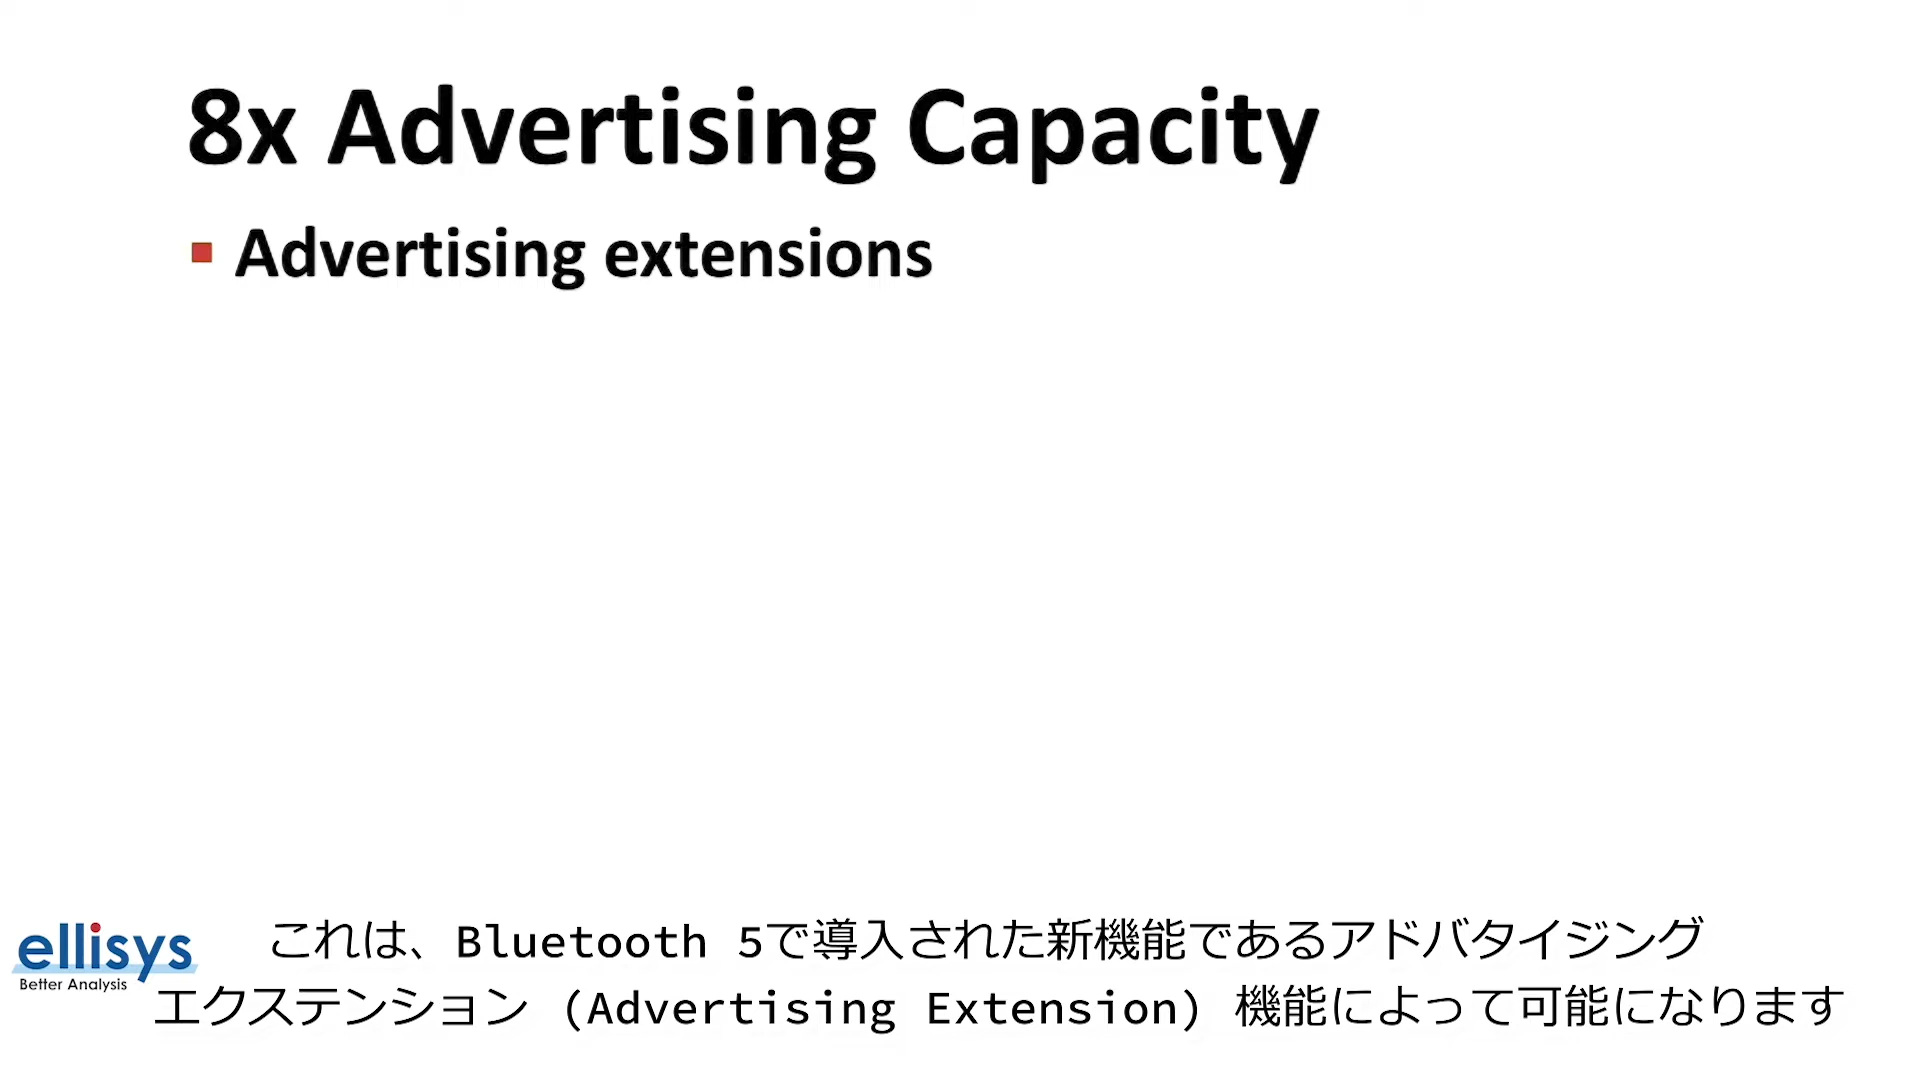 8x Advertising Capacity
▪ Advertising extensions
ellisys
Better Analysis
これは、Bluetooth 5で導入された新機能であるアドバタイジング
エクステンション (Advertising Extension) 機能によって可能になります